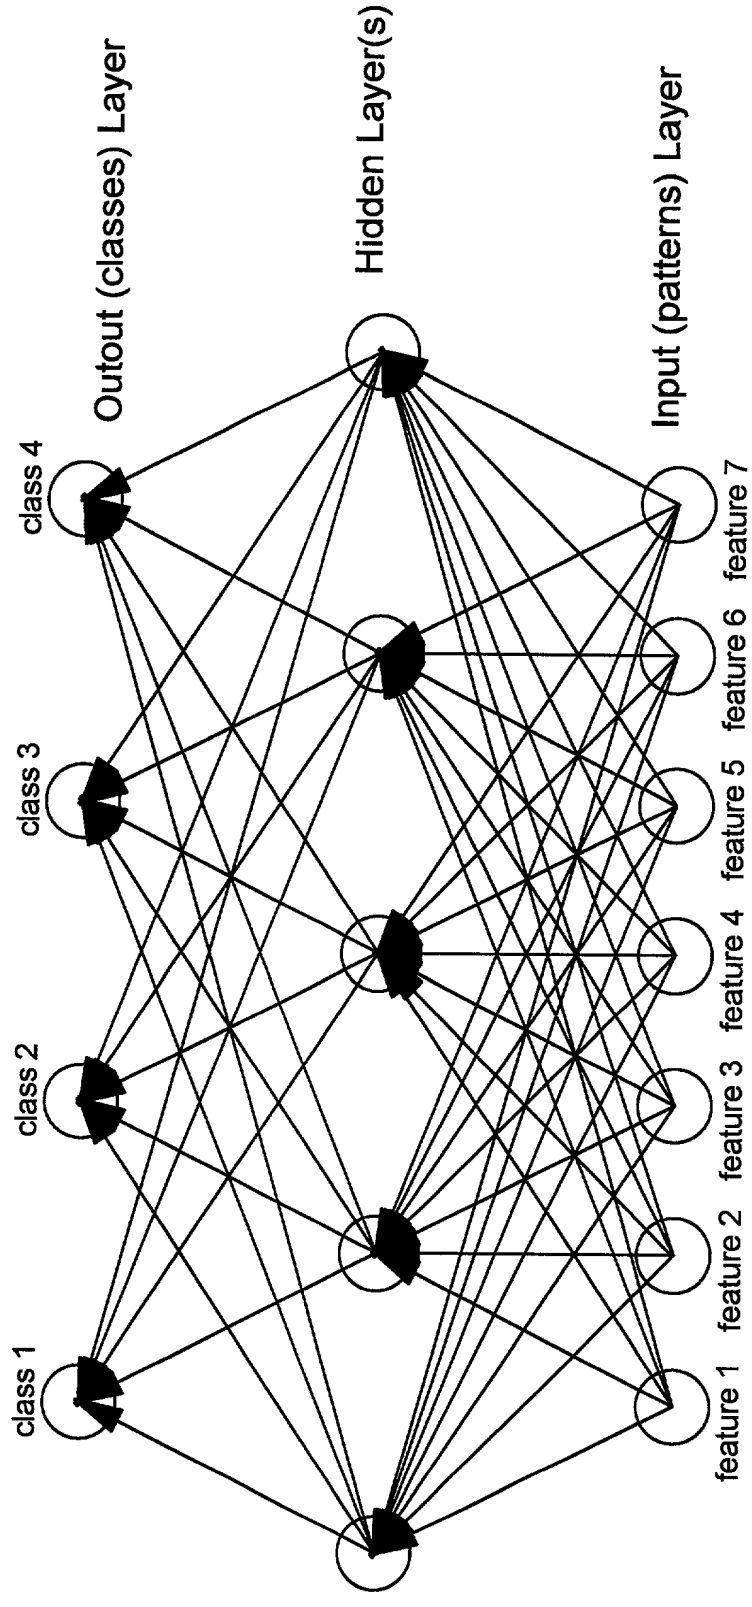 class 1
class 2
class 3
class 4
Outout (classes) Layer
Hidden Layer(s)
Input (patterns) Layer
feature 1
feature 2
feature 3
feature 4
feature 5
feature 6
feature 7